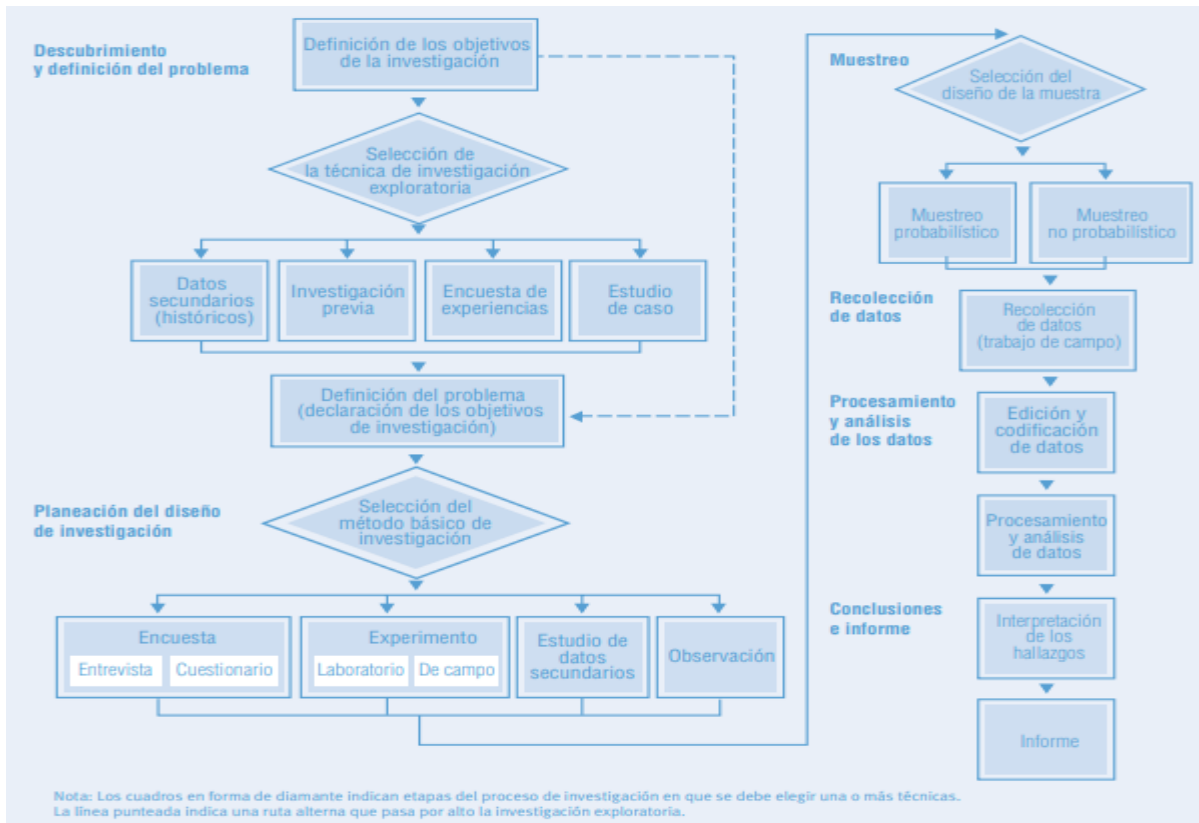 Descubrimiento
y definición del problema
Definición de los objetivos
de la investigación
Selección de
la técnica de investigación
exploratoria
Datos
secundarios
(históricos)
Investigación
previa
Encuesta de
experiencias
Estudio
de caso
Definición del problema
(declaración de los objetivos
de investigación)
Planeación del diseño
de investigación
Selección del
método básico de
investigación
Encuesta
Entrevista
Cuestionario
Experimento
Laboratorio
De campo
Estudio de
datos
secundarios
Observación
Muestreo
Selección del
diseño de la muestra
Muestreo
probabilístico
Muestreo
no probabilístico
Recolección
de datos
Recolección
de datos
(trabajo de campo)
Procesamiento
y análisis
de los datos
Edición y
codificación
de datos
Procesamiento
y análisis
de datos
Conclusiones
e informe
Interpretación
de los
hallazgos
Informe
Nota: Los cuadros en forma de diamante indican etapas del proceso de investigación en que se debe elegir una o más técnicas.
La línea punteada indica una ruta alterna que pasa por alto la investigación exploratoria.